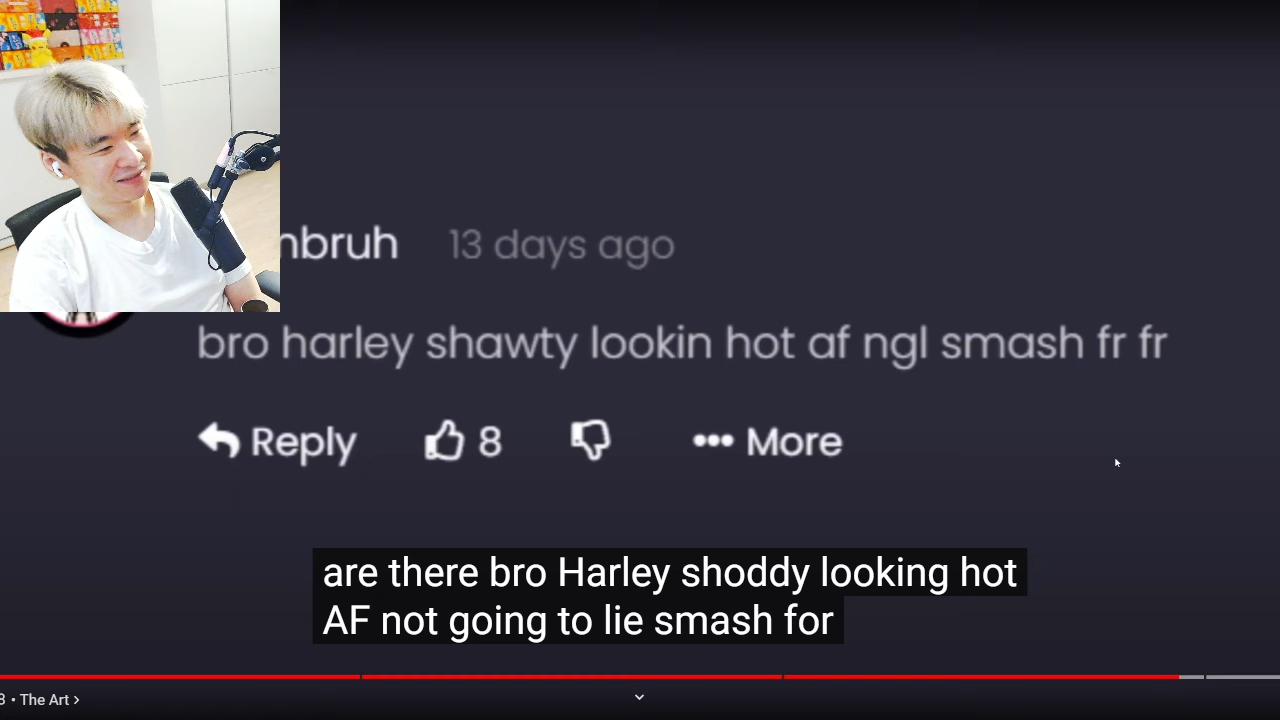 nbruh 13 days ago
bro harley shawty lookin hot af ngl smash fr fr
Reply 8 ••• More
are there bro Harley shoddy looking hot
AF not going to lie smash for
3 • The Art >